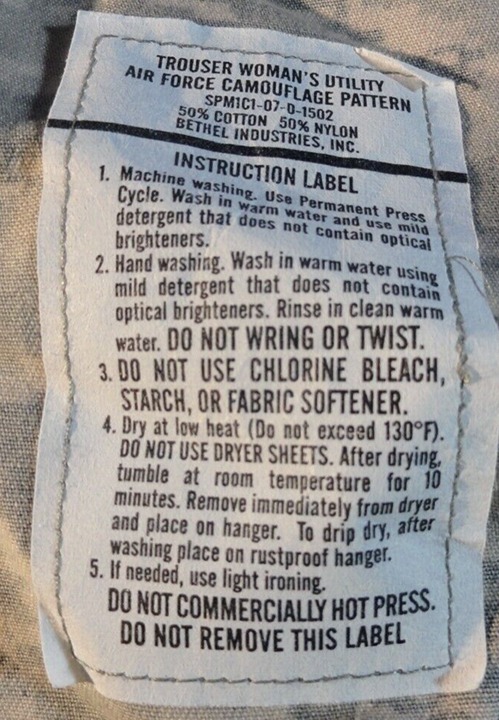 TROUSER WOMAN'S UTILITY
AIR FORCE CAMOUFLAGE PATTERN
SPM1C1-07-D-1502
50% COTTON 50% NYLON
BETHEL INDUSTRIES, INC.
INSTRUCTION LABEL
1. Machine washing. Use Permanent Press
Cycle. Wash in warm water and use mild
detergent that does not contain optical
brighteners.
2. Hand washing. Wash in warm water using
mild detergent that does not contain
optical brighteners. Rinse in clean warm
water. DO NOT WRING OR TWIST.
3. DO NOT USE CHLORINE BLEACH,
STARCH, OR FABRIC SOFTENER.
4. Dry at low heat (Do not exceed 130°F).
DO NOT USE DRYER SHEETS. After drying,
tumble at room temperature for 10
minutes. Remove immediately from dryer
and place on hanger. To drip dry, after
washing place on rustproof hanger.
5. If needed, use light ironing.
DO NOT COMMERCIALLY HOT PRESS.
DO NOT REMOVE THIS LABEL